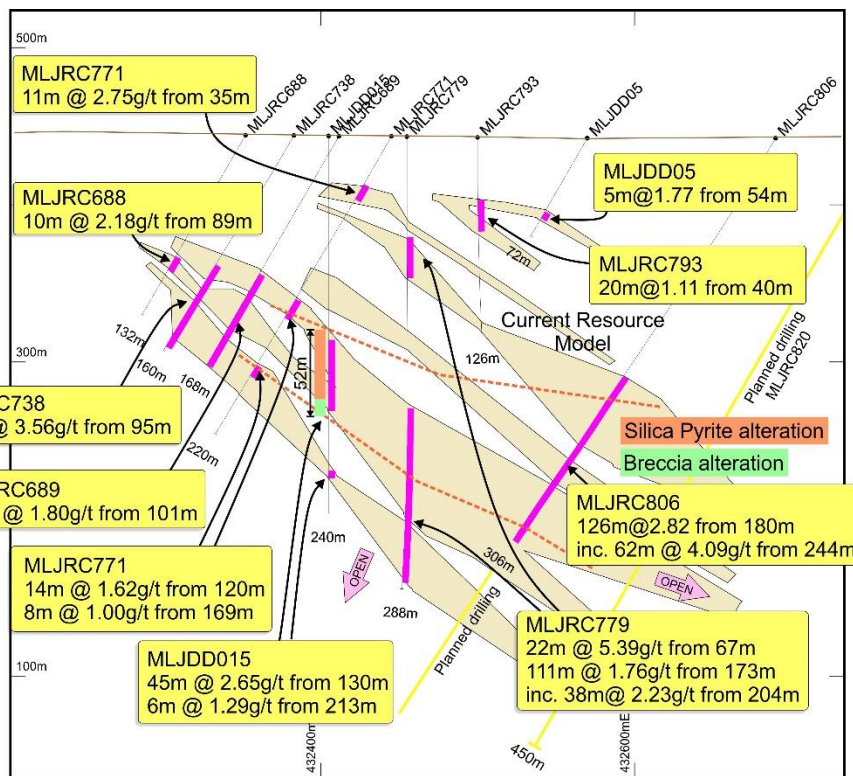 500m
MLJRC688
MLJRC738
MLJDD015
MLJRC689
MLJRC771
MLJRC779
MLJRC793
MLJDD05
MLJRC806
MLJRC771
11m @ 2.75g/t from 35m
MLJDD05
5m@1.77 from 54m
MLJRC688
10m @ 2.18g/t from 89m
72m
MLJRC793
20m@1.11 from 40m
Current Resource
Model
Planned drilling
MLJRC820
132m
160m
168m
220m
126m
300m
52m
C738
@ 3.56g/t from 95m
Silica Pyrite alteration
Breccia alteration
RC689
@ 1.80g/t from 101m
MLJRC806
126m@2.82 from 180m
inc. 62m @ 4.09g/t from 244m
MLJRC771
14m @ 1.62g/t from 120m
8m @ 1.00g/t from 169m
240m
OPEN
306m
OPEN
288m
Planned drilling
MLJRC779
22m @ 5.39g/t from 67m
111m @ 1.76g/t from 173m
inc. 38m@ 2.23g/t from 204m
MLJDD015
45m @ 2.65g/t from 130m
6m @ 1.29g/t from 213m
100m
432400m
432600mE
450m